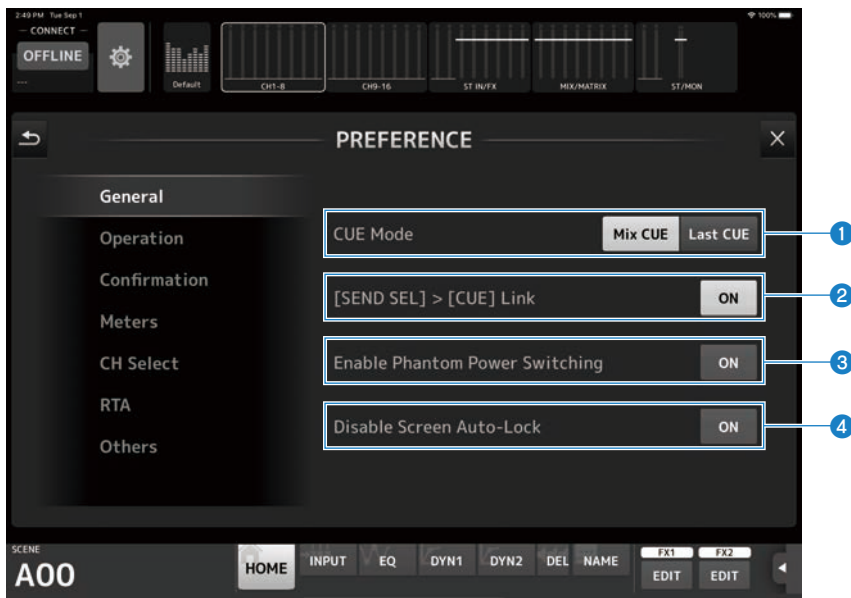 2:49 PM Tue Sep 1
100%
CONNECT
OFFLINE
---
Default
CH1-8
CH9-16
ST IN/FX
MIX/MATRIX
ST/MON
PREFERENCE
General
Operation
Confirmation
Meters
CH Select
RTA
Others
CUE Mode
Mix CUE
Last CUE
1
[SEND SEL] > [CUE] Link
ON
2
Enable Phantom Power Switching
ON
3
Disable Screen Auto-Lock
ON
4
SCENE
A00
HOME
INPUT
EQ
DYN1
DYN2
DEL
NAME
FX1
EDIT
FX2
EDIT